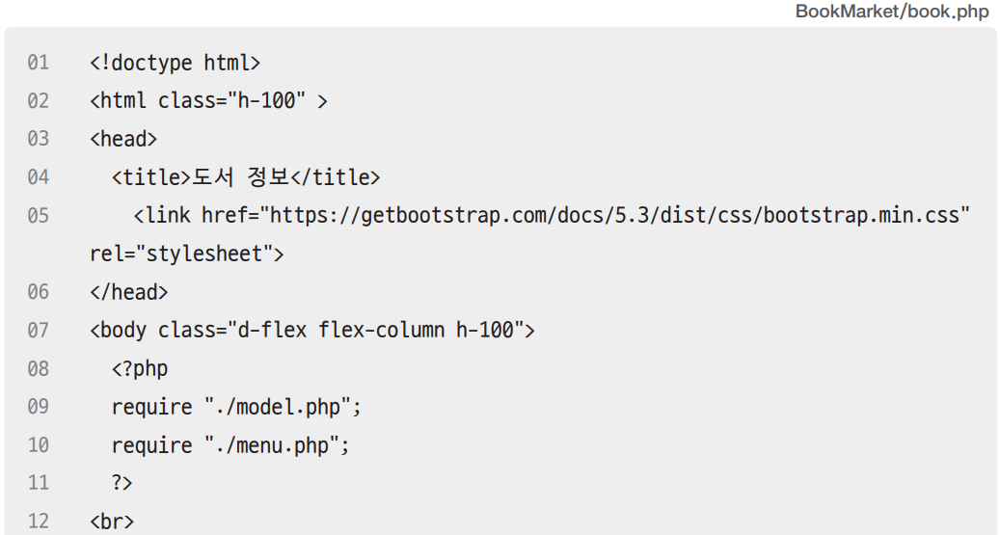 BookMarket/book.php
01 <!doctype html>
02 <html class="h-100" >
03 <head>
04 <title>도서 정보</title>
05 <link href="https://getbootstrap.com/docs/5.3/dist/css/bootstrap.min.css"
rel="stylesheet">
06 </head>
07 <body class="d-flex flex-column h-100">
08 <?php
09 require "./model.php";
10 require "./menu.php";
11 ?>
12 <br>